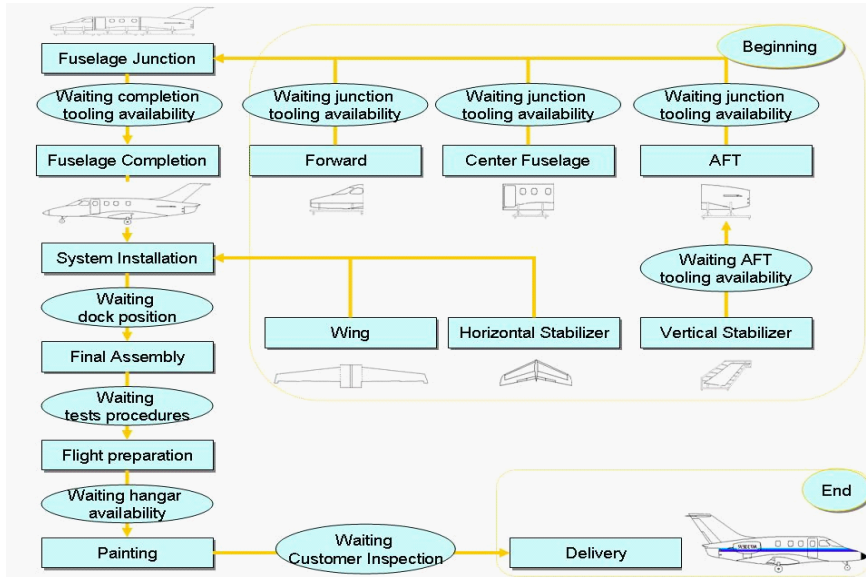 Beginning
Fuselage Junction
Waiting completion
tooling availability
Waiting junction
tooling availability
Waiting junction
tooling availability
Waiting junction
tooling availability
Fuselage Completion
Forward
Center Fuselage
AFT
System Installation
Waiting AFT
tooling availability
Waiting
dock position
Wing
Horizontal Stabilizer
Vertical Stabilizer
Final Assembly
Waiting
tests procedures
Flight preparation
Waiting hangar
availability
End
Waiting
Customer Inspection
Painting
Delivery